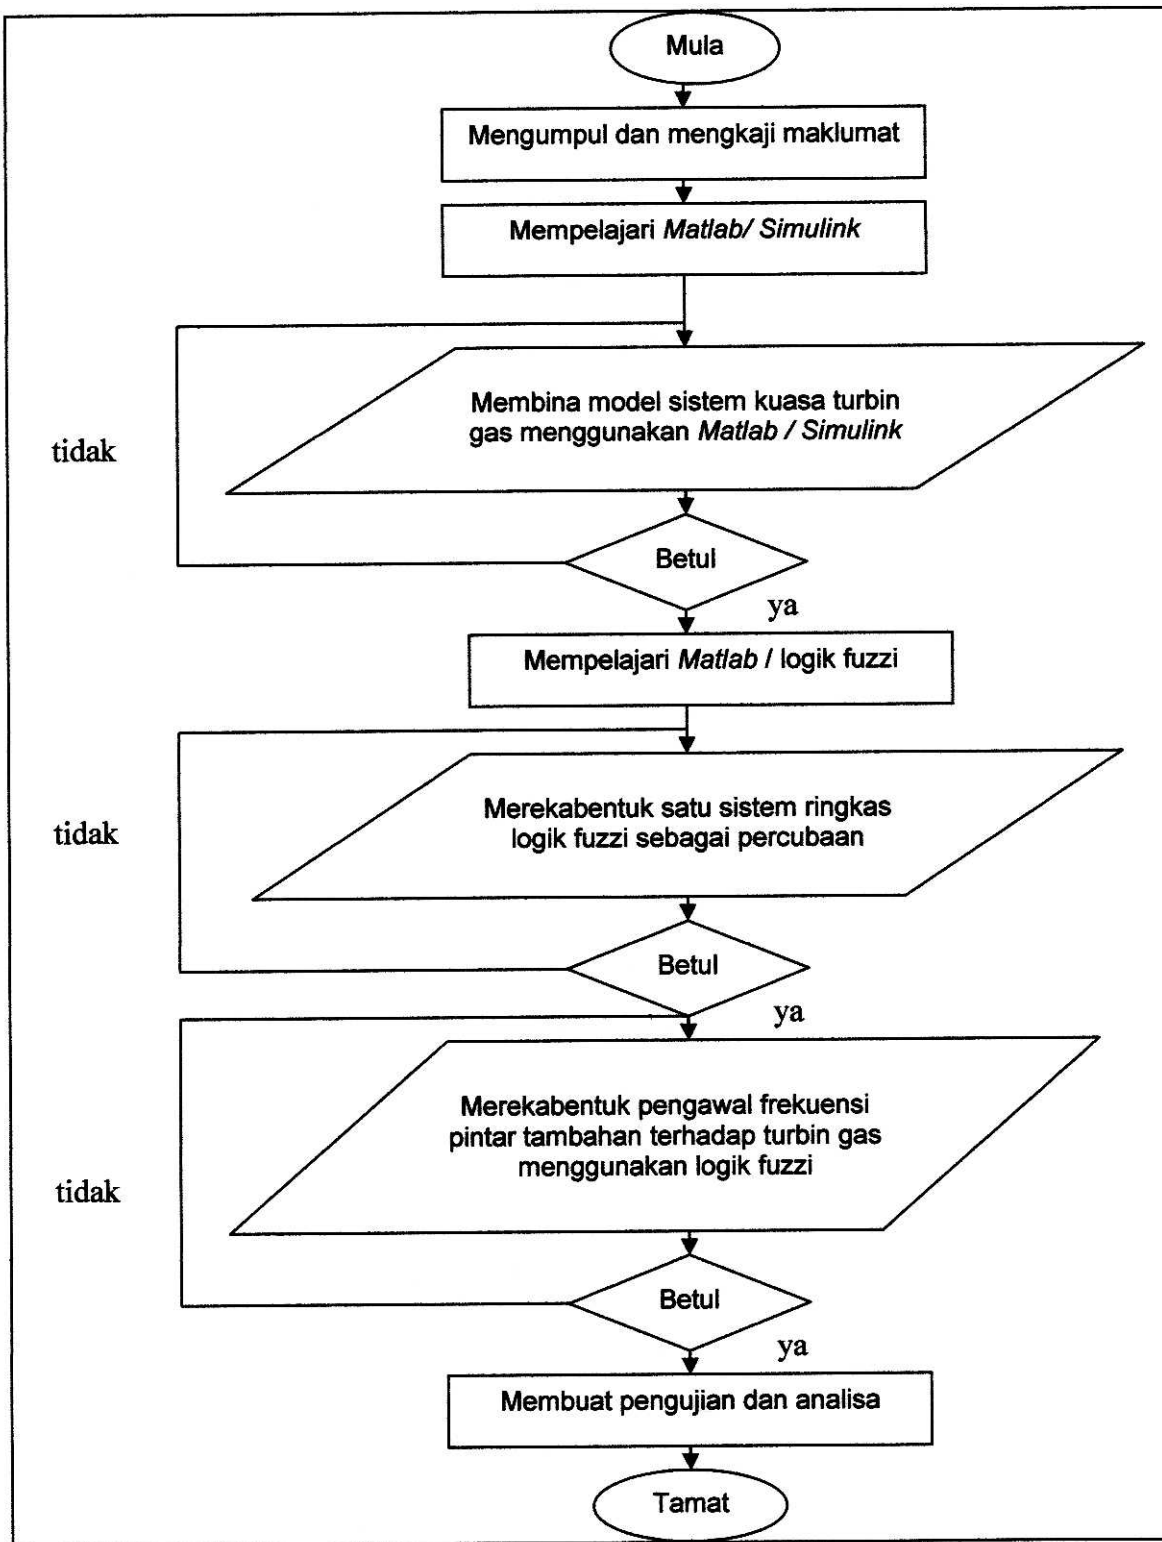 Mula
Mengumpul dan mengkaji maklumat
Mempelajari Matlab/ Simulink
Membina model sistem kuasa turbin
gas menggunakan Matlab / Simulink
tidak
Betul
ya
Mempelajari Matlab / logik fuzzi
Merekabentuk satu sistem ringkas
logik fuzzi sebagai percubaan
tidak
Betul
ya
Merekabentuk pengawal frekuensi
pintar tambahan terhadap turbin gas
menggunakan logik fuzzi
tidak
Betul
ya
Membuat pengujian dan analisa
Tamat